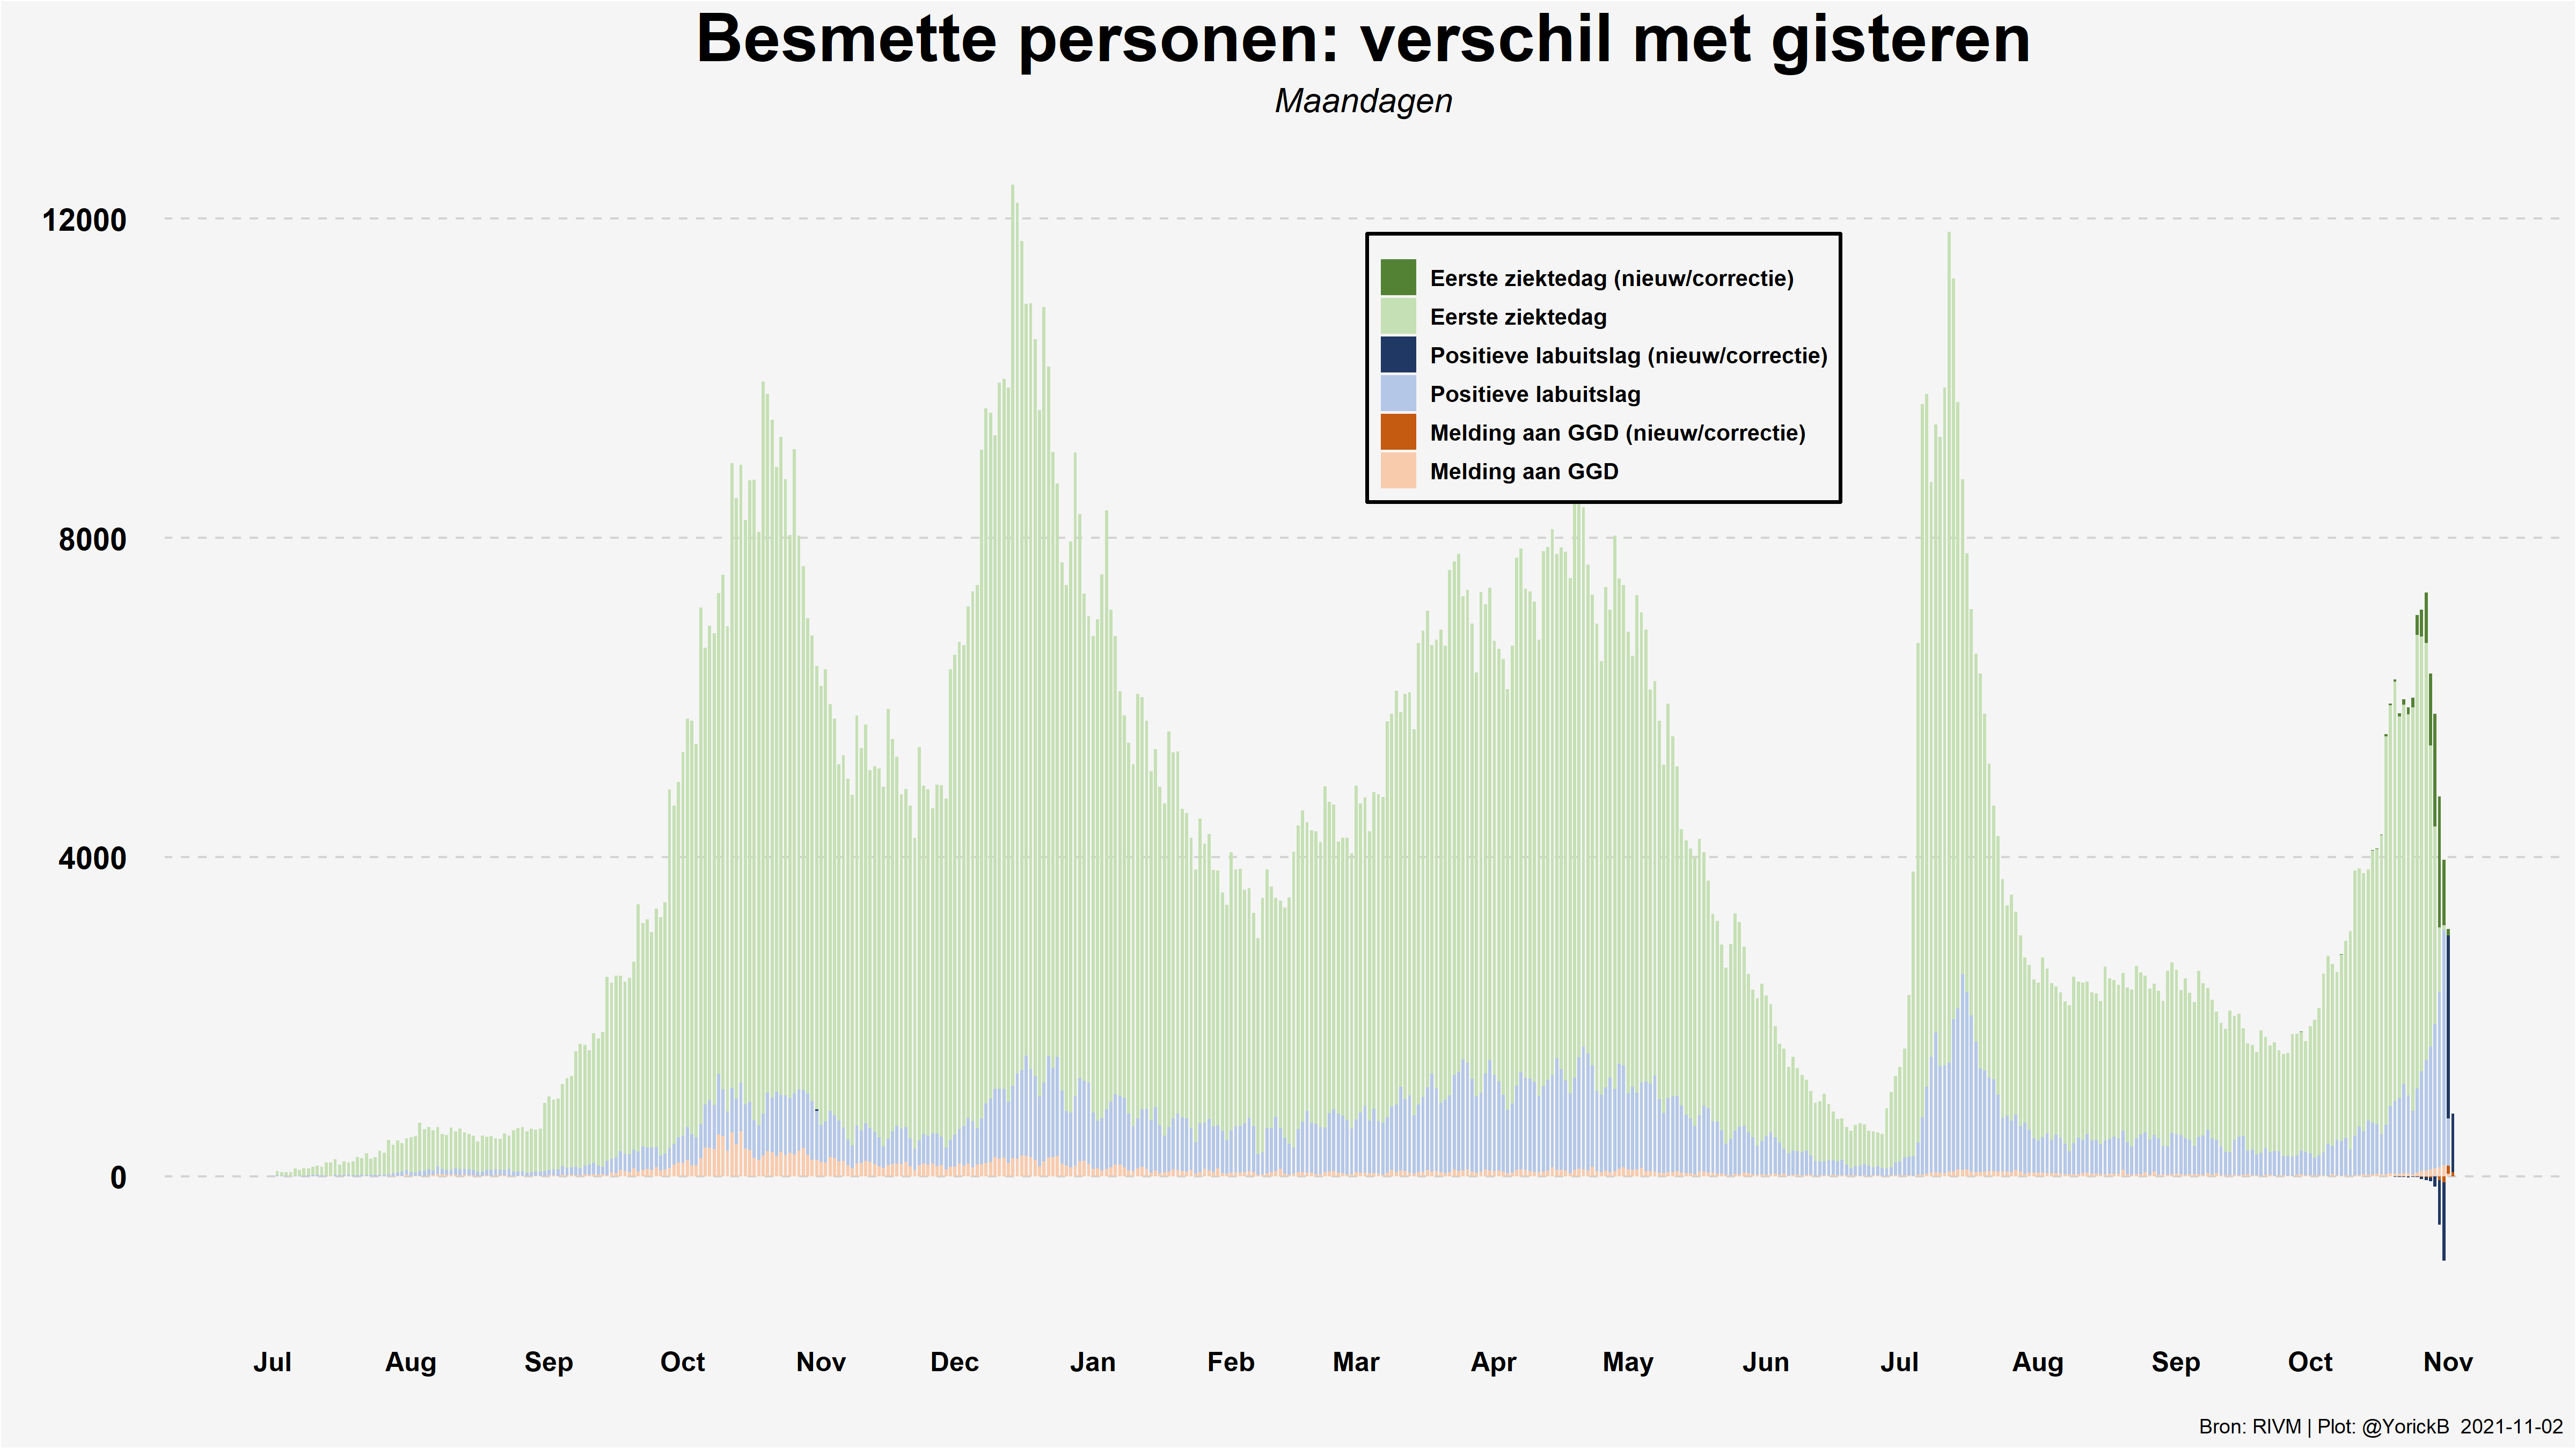 Besmette personen: verschil met gisteren
Maandagen
12000
8000
4000
0
Eerste ziektedag (nieuw/correctie)
Eerste ziektedag
Positieve labuitslag (nieuw/correctie)
Positieve labuitslag
Melding aan GGD (nieuw/correctie)
Melding aan GGD
Jul Aug Sep Oct Nov Dec Jan Feb Mar Apr May Jun Jul Aug Sep Oct Nov
Bron: RIVM | Plot: @YorickB 2021-11-02